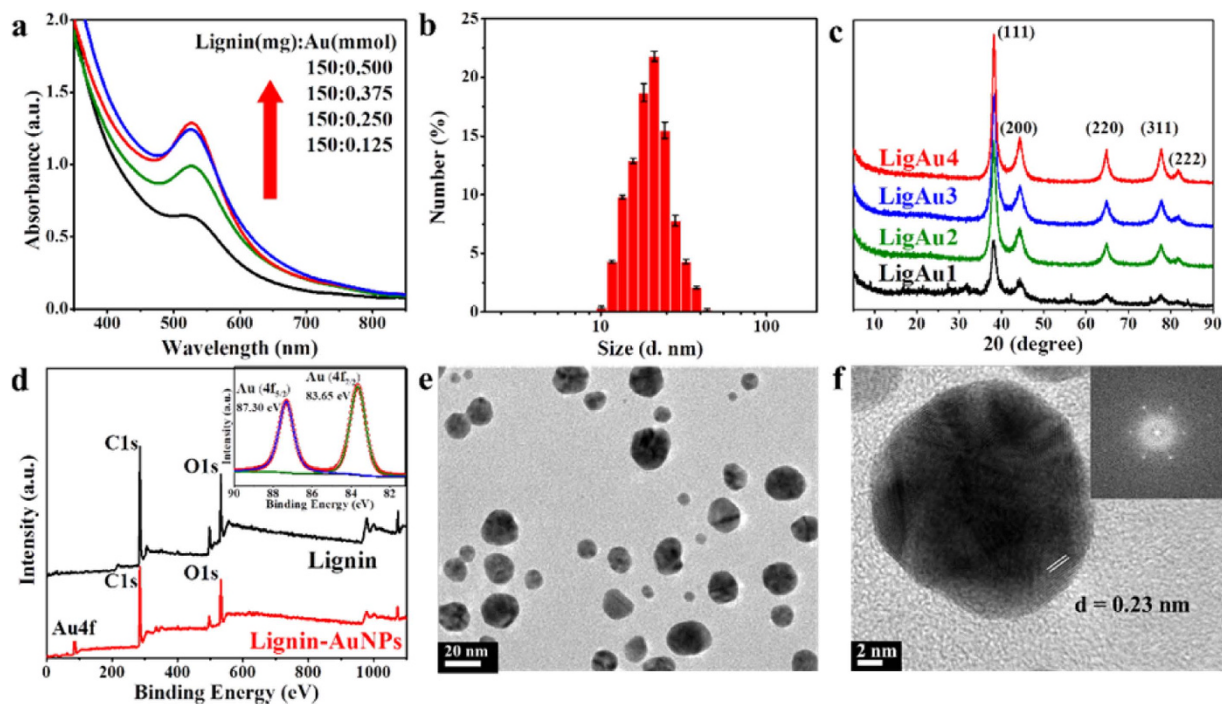 a
Lignin(mg):Au(mmol)
150:0.500
150:0.375
150:0.250
150:0.125
Absorbance (a.u.)
2.0
1.5
1.0
0.5
0.0
400 500 600 700 800
Wavelength (nm)
b
Number (%)
25
20
15
10
5
0
10 100
Size (d. nm)
c
(111)
(200)
(220)
(311)
(222)
LigAu4
LigAu3
LigAu2
LigAu1
Intensity (a.u.)
10 20 30 40 50 60 70 80 90
2θ (degree)
d
Intensity (a.u.)
C1s
O1s
Lignin
C1s
O1s
Au4f
Lignin-AuNPs
0 200 400 600 800 1000
Binding Energy (eV)
Au (4f5/2)
87.30 eV
Au (4f7/2)
83.65 eV
Intensity (a.u.)
90 88 86 84 82
Binding Energy (eV)
e
20 nm
f
d = 0.23 nm
2 nm